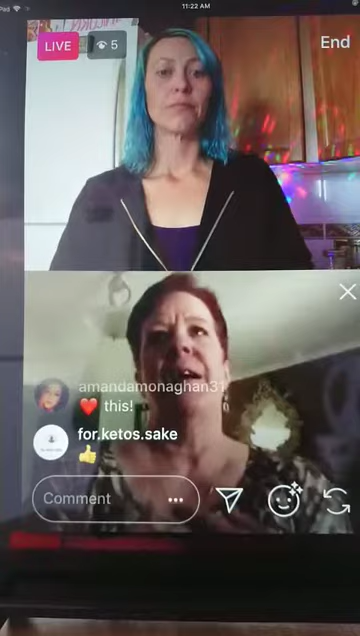 11:22 AM
LIVE
5
End
amandamonaghan31
this!
for.ketos.sake
Comment